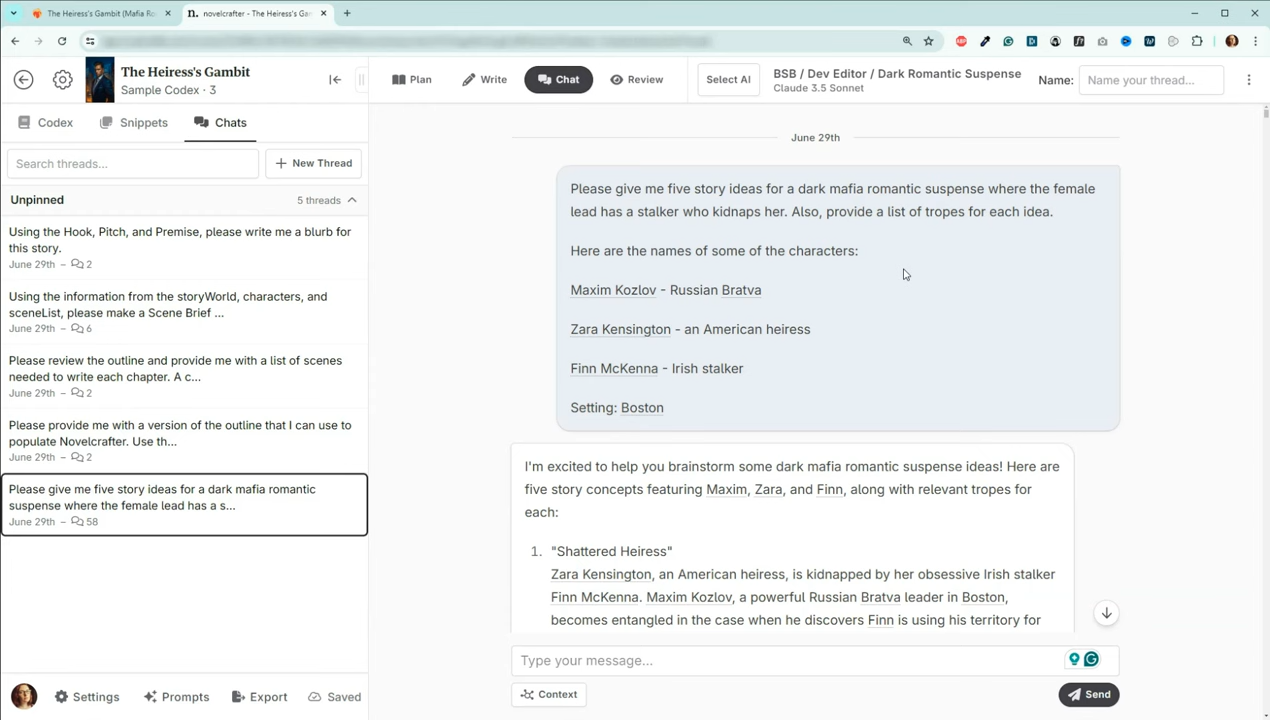 The Heiress's Gambit (Mafia Ro
novelcrafter - The Heiress's Ga
The Heiress's Gambit
Sample Codex · 3
Plan
Write
Chat
Review
Select AI
BSB / Dev Editor / Dark Romantic Suspense
Claude 3.5 Sonnet
Name:
Name your thread...
Codex
Snippets
Chats
Search threads...
New Thread
Unpinned
5 threads
Using the Hook, Pitch, and Premise, please write me a blurb for
this story.
June 29th – 2
Using the information from the storyWorld, characters, and
sceneList, please make a Scene Brief ...
June 29th – 6
Please review the outline and provide me with a list of scenes
needed to write each chapter. A c...
June 29th – 2
Please provide me with a version of the outline that I can use to
populate Novelcrafter. Use th...
June 29th – 2
Please give me five story ideas for a dark mafia romantic
suspense where the female lead has a s...
June 29th – 58
Settings
Prompts
Export
Saved
June 29th
Please give me five story ideas for a dark mafia romantic suspense where the female
lead has a stalker who kidnaps her. Also, provide a list of tropes for each idea.
Here are the names of some of the characters:
Maxim Kozlov - Russian Bratva
Zara Kensington - an American heiress
Finn McKenna - Irish stalker
Setting: Boston
I'm excited to help you brainstorm some dark mafia romantic suspense ideas! Here are
five story concepts featuring Maxim, Zara, and Finn, along with relevant tropes for
each:
1. "Shattered Heiress"
Zara Kensington, an American heiress, is kidnapped by her obsessive Irish stalker
Finn McKenna. Maxim Kozlov, a powerful Russian Bratva leader in Boston,
becomes entangled in the case when he discovers Finn is using his territory for
Type your message...
Context
Send